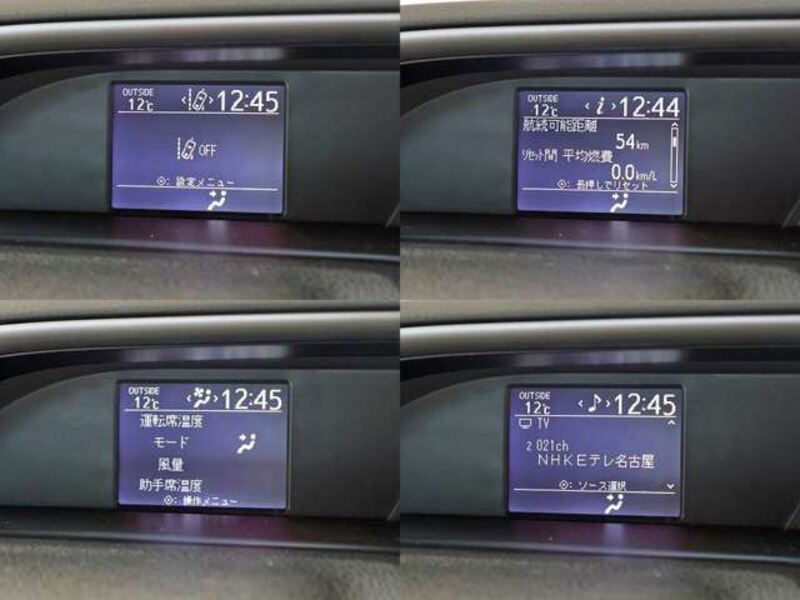 OUTSIDE
12℃ 12:45
OFF
◎: 設定メニュー
OUTSIDE
12℃ 12:44
航続可能距離
54km
リセット間 平均燃費
0.0km/L
◎: 長押しでリセット
OUTSIDE
12℃ 12:45
運転席温度
モード
風量
助手席温度
◎: 操作メニュー
OUTSIDE
12℃ 12:45
TV
2 021ch
NHKEテレ名古屋
◎: ソース選択